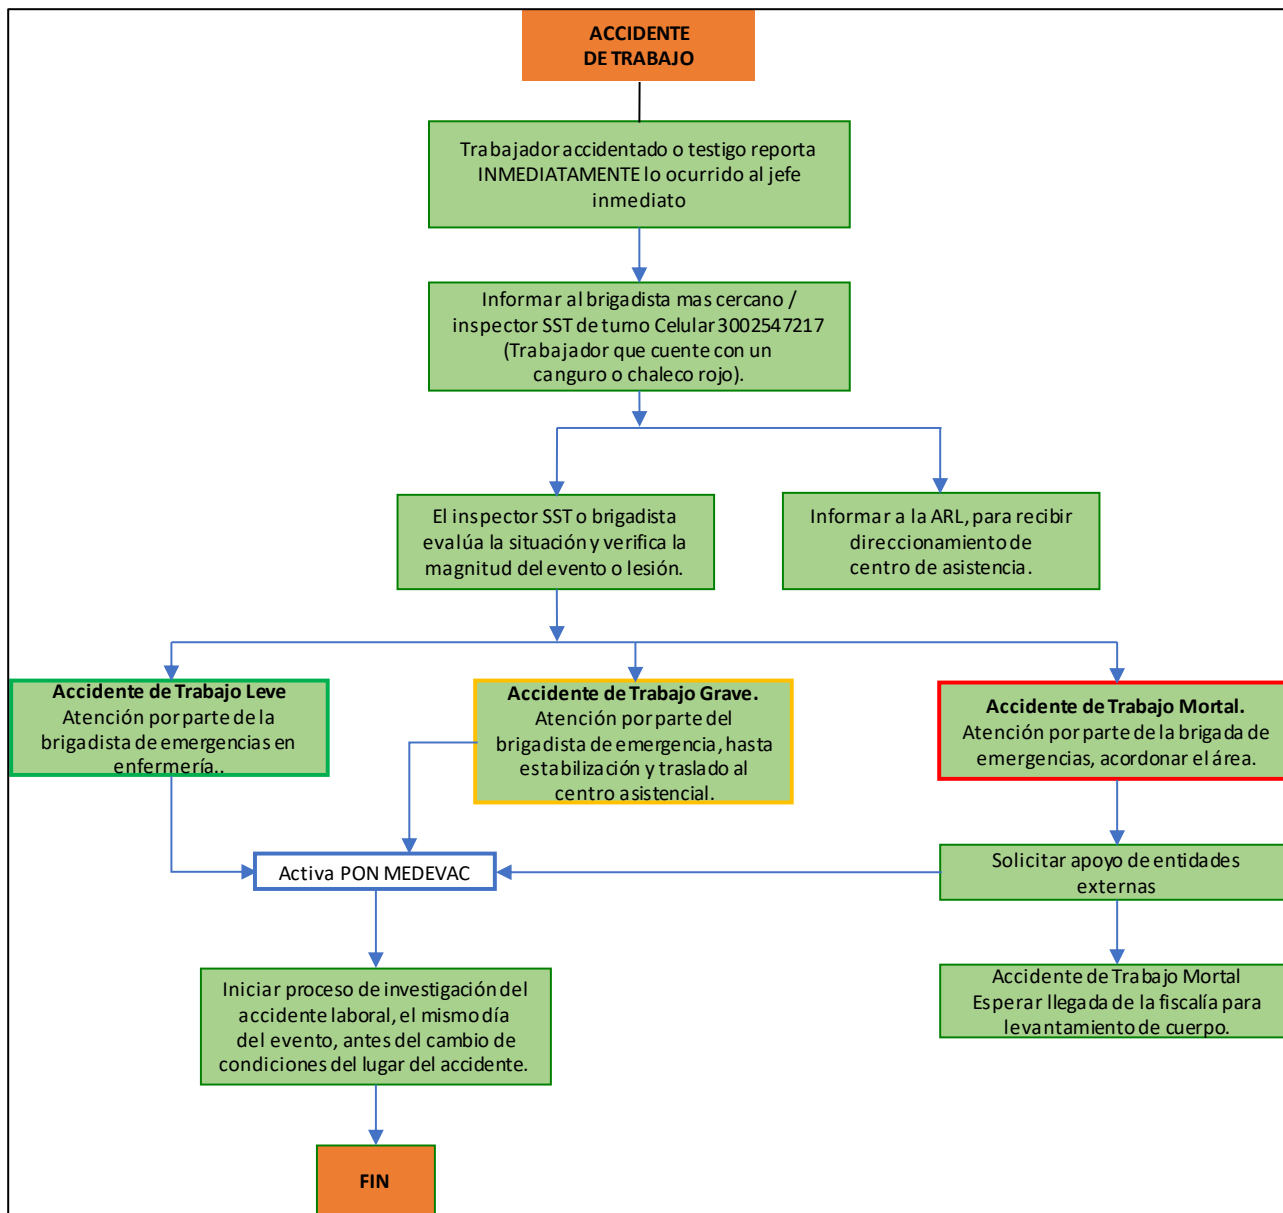 ACCIDENTE
DE TRABAJO
Trabajador accidentado o testigo reporta
INMEDIATAMENTE lo ocurrido al jefe
inmediato
Informar al brigadista mas cercano /
inspector SST de turno Celular 3002547217
(Trabajador que cuente con un
canguro o chaleco rojo).
El inspector SST o brigadista
evalúa la situación y verifica la
magnitud del evento o lesión.
Informar a la ARL, para recibir
direccionamiento de
centro de asistencia.
Accidente de Trabajo Leve
Atención por parte de la
brigadista de emergencias en
enfermería..
Accidente de Trabajo Grave.
Atención por parte del
brigadista de emergencia, hasta
estabilización y traslado al
centro asistencial.
Accidente de Trabajo Mortal.
Atención por parte de la brigada de
emergencias, acordonar el área.
Activa PON MEDEVAC
Solicitar apoyo de entidades
externas
Iniciar proceso de investigación del
accidente laboral, el mismo día
del evento, antes del cambio de
condiciones del lugar del accidente.
Accidente de Trabajo Mortal
Esperar llegada de la fiscalía para
levantamiento de cuerpo.
FIN